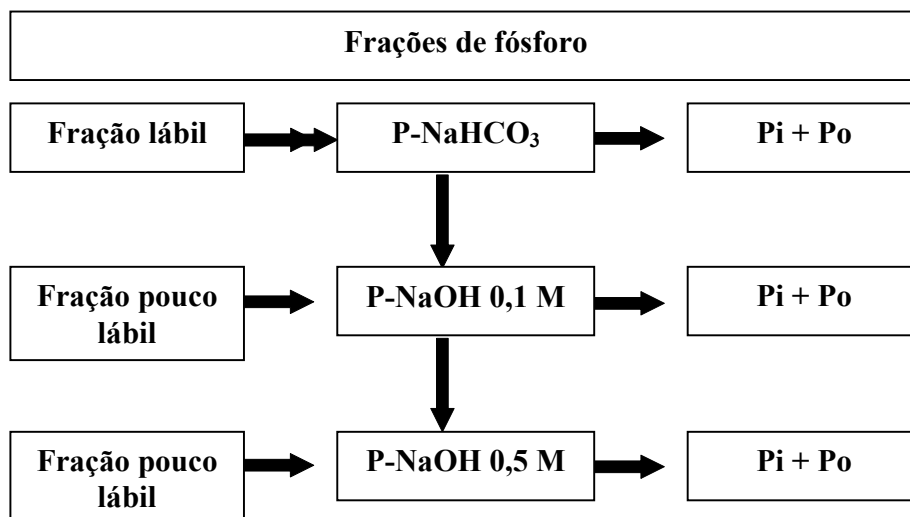 Frações de fósforo
Fração lábil
P-NaHCO₃
Pi + Po
Fração pouco
lábil
P-NaOH 0,1 M
Pi + Po
Fração pouco
lábil
P-NaOH 0,5 M
Pi + Po